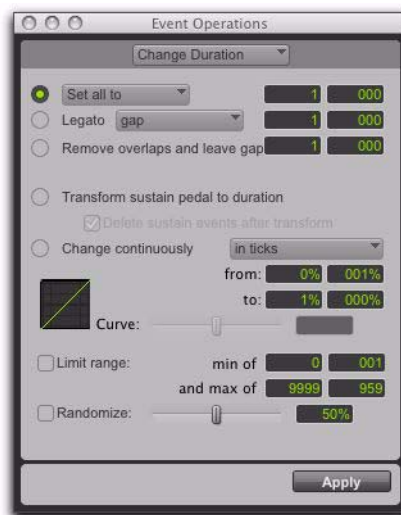 Event Operations
Change Duration
Set all to 1 000
Legato gap 1 000
Remove overlaps and leave gap 1 000
Transform sustain pedal to duration
Delete sustain events after transform
Change continuously in ticks
from: 0% 001%
to: 1% 000%
Curve:
Limit range: min of 0 001
and max of 9999 959
Randomize: 50%
Apply